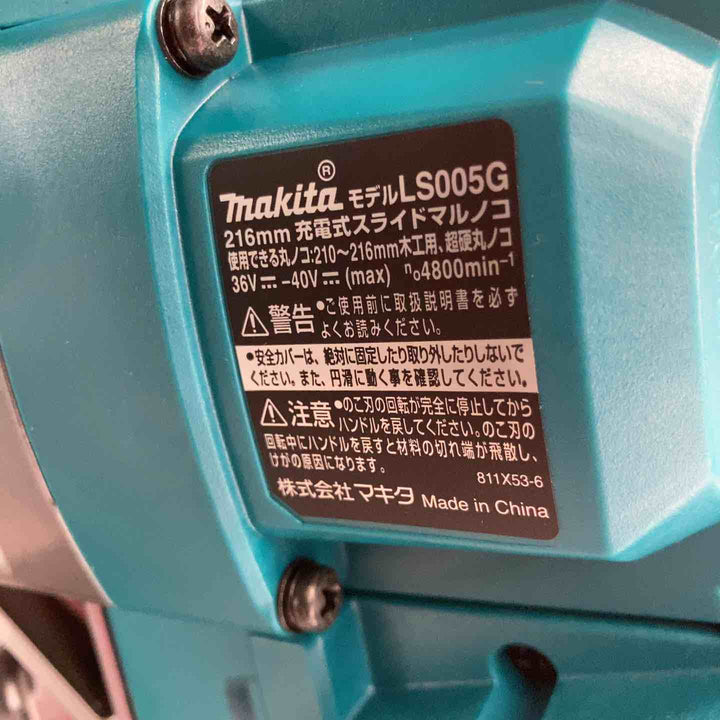 makita® モデルLS005G
216mm 充電式スライドマルノコ
使用できる丸ノコ:210～216mm木工用、超硬丸ノコ
36V⎓-40V⎓(max) n₀4800min⁻¹
⚠警告 •ご使用前に取扱説明書を必ず
よくお読みください。
•安全カバーは、絶対に固定したり取り外したりしないで
ください。また、円滑に動く事を確認してください。
⚠注意 •のこ刃の回転が完全に停止してから
ハンドルを戻してください。のこ刃の
回転中にハンドルを戻すと材料の切れ端が飛散し、
けがの原因になります。
811X53-6
株式会社マキタ Made in China